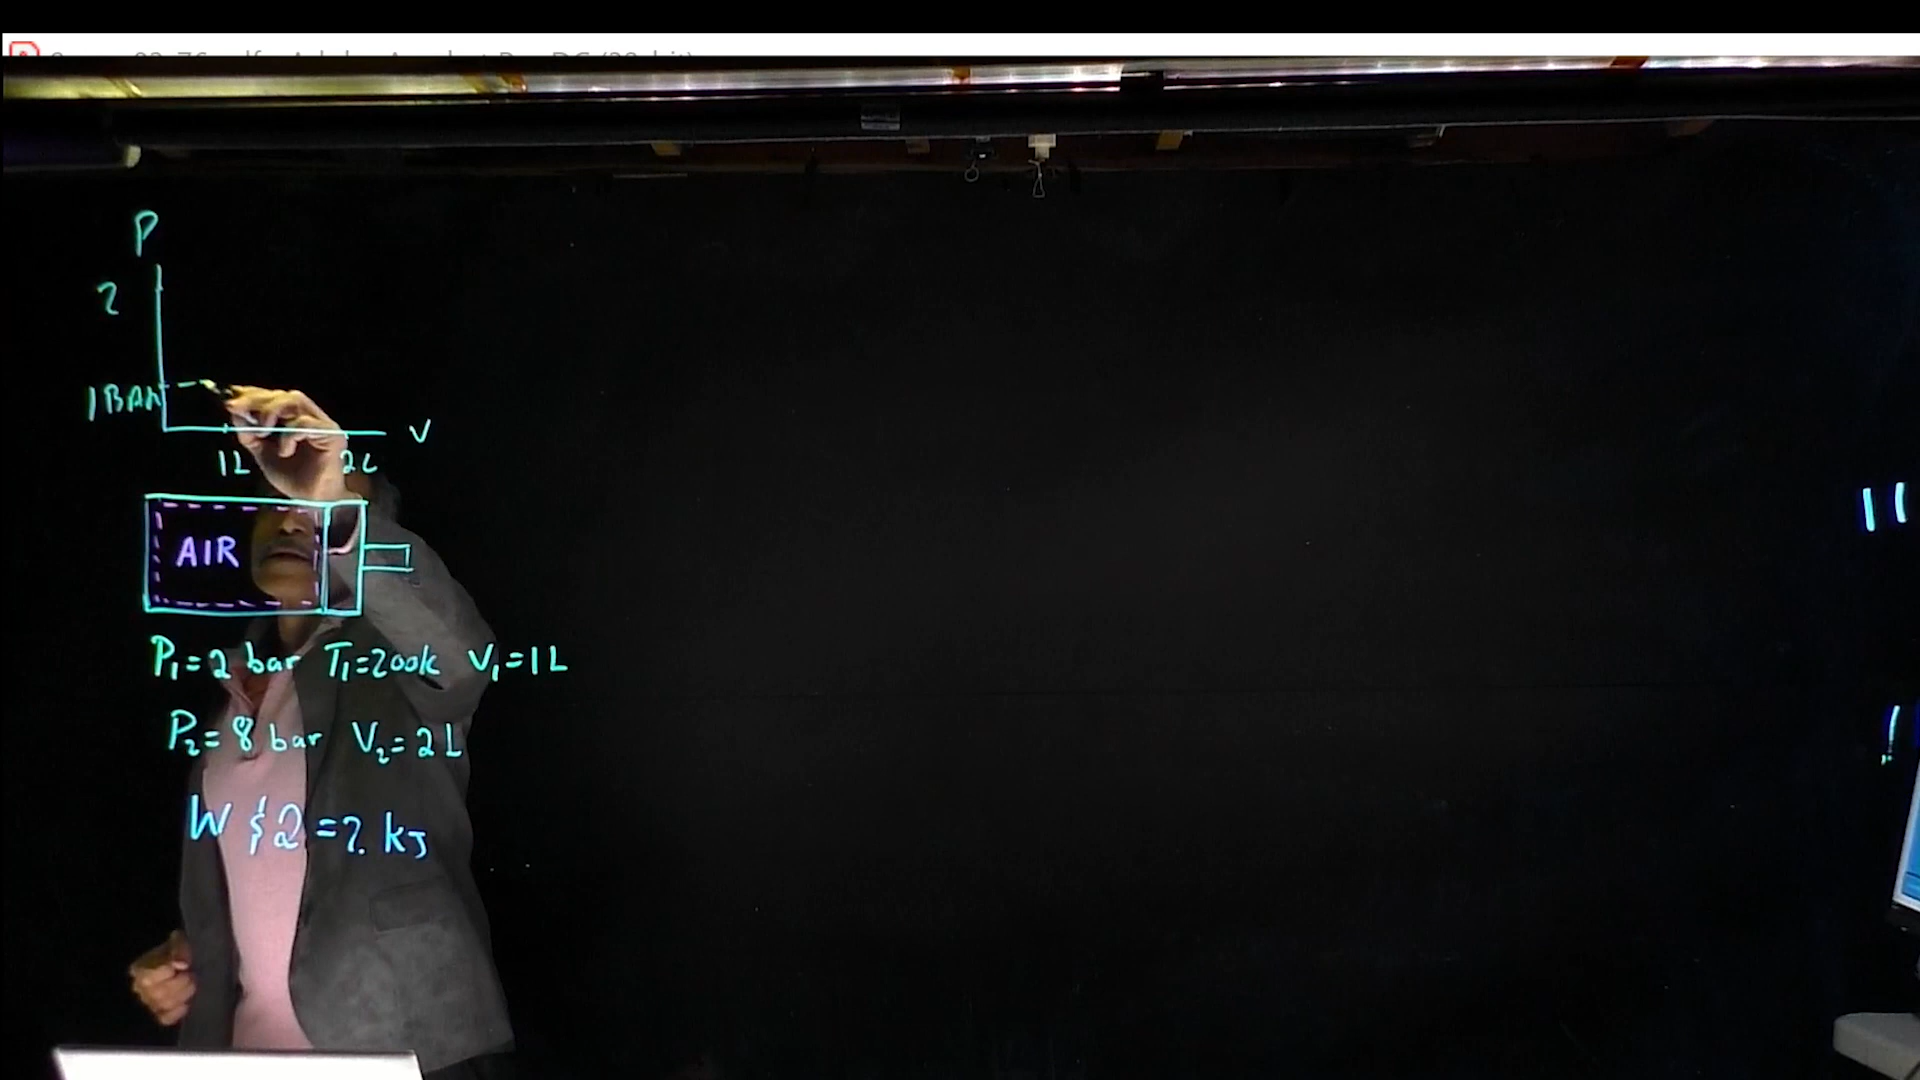 P
2
1 BAR
V
1L 2L
AIR
P₁=2 bar T₁=200K V₁=1L
P₂=8 bar V₂=2L
W & Q =? kJ